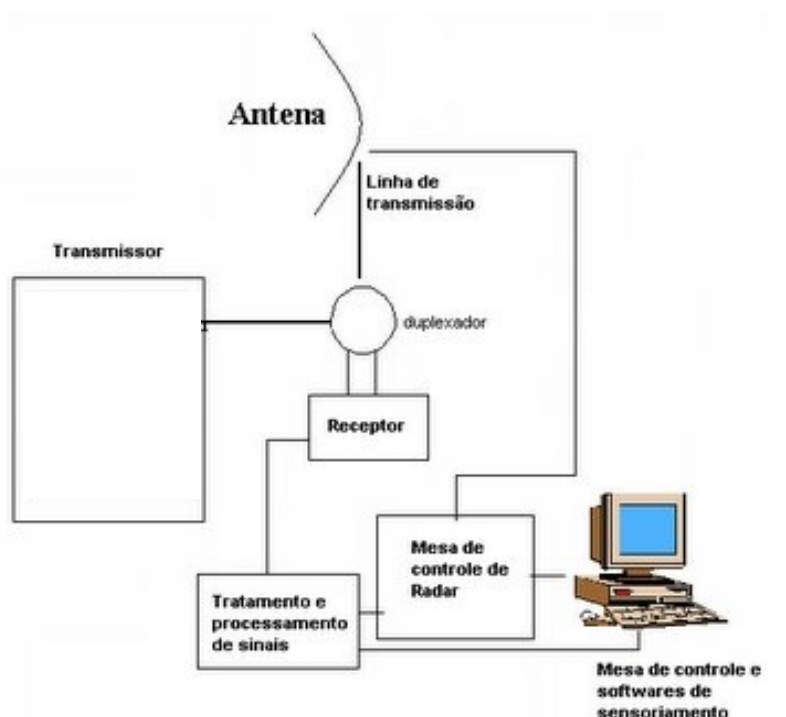 Antena
Linha de
transmissão
Transmissor
duplexador
Receptor
Mesa de
controle de
Radar
Tratamento e
processamento
de sinais
Mesa de controle e
softwares de
sensoriamento